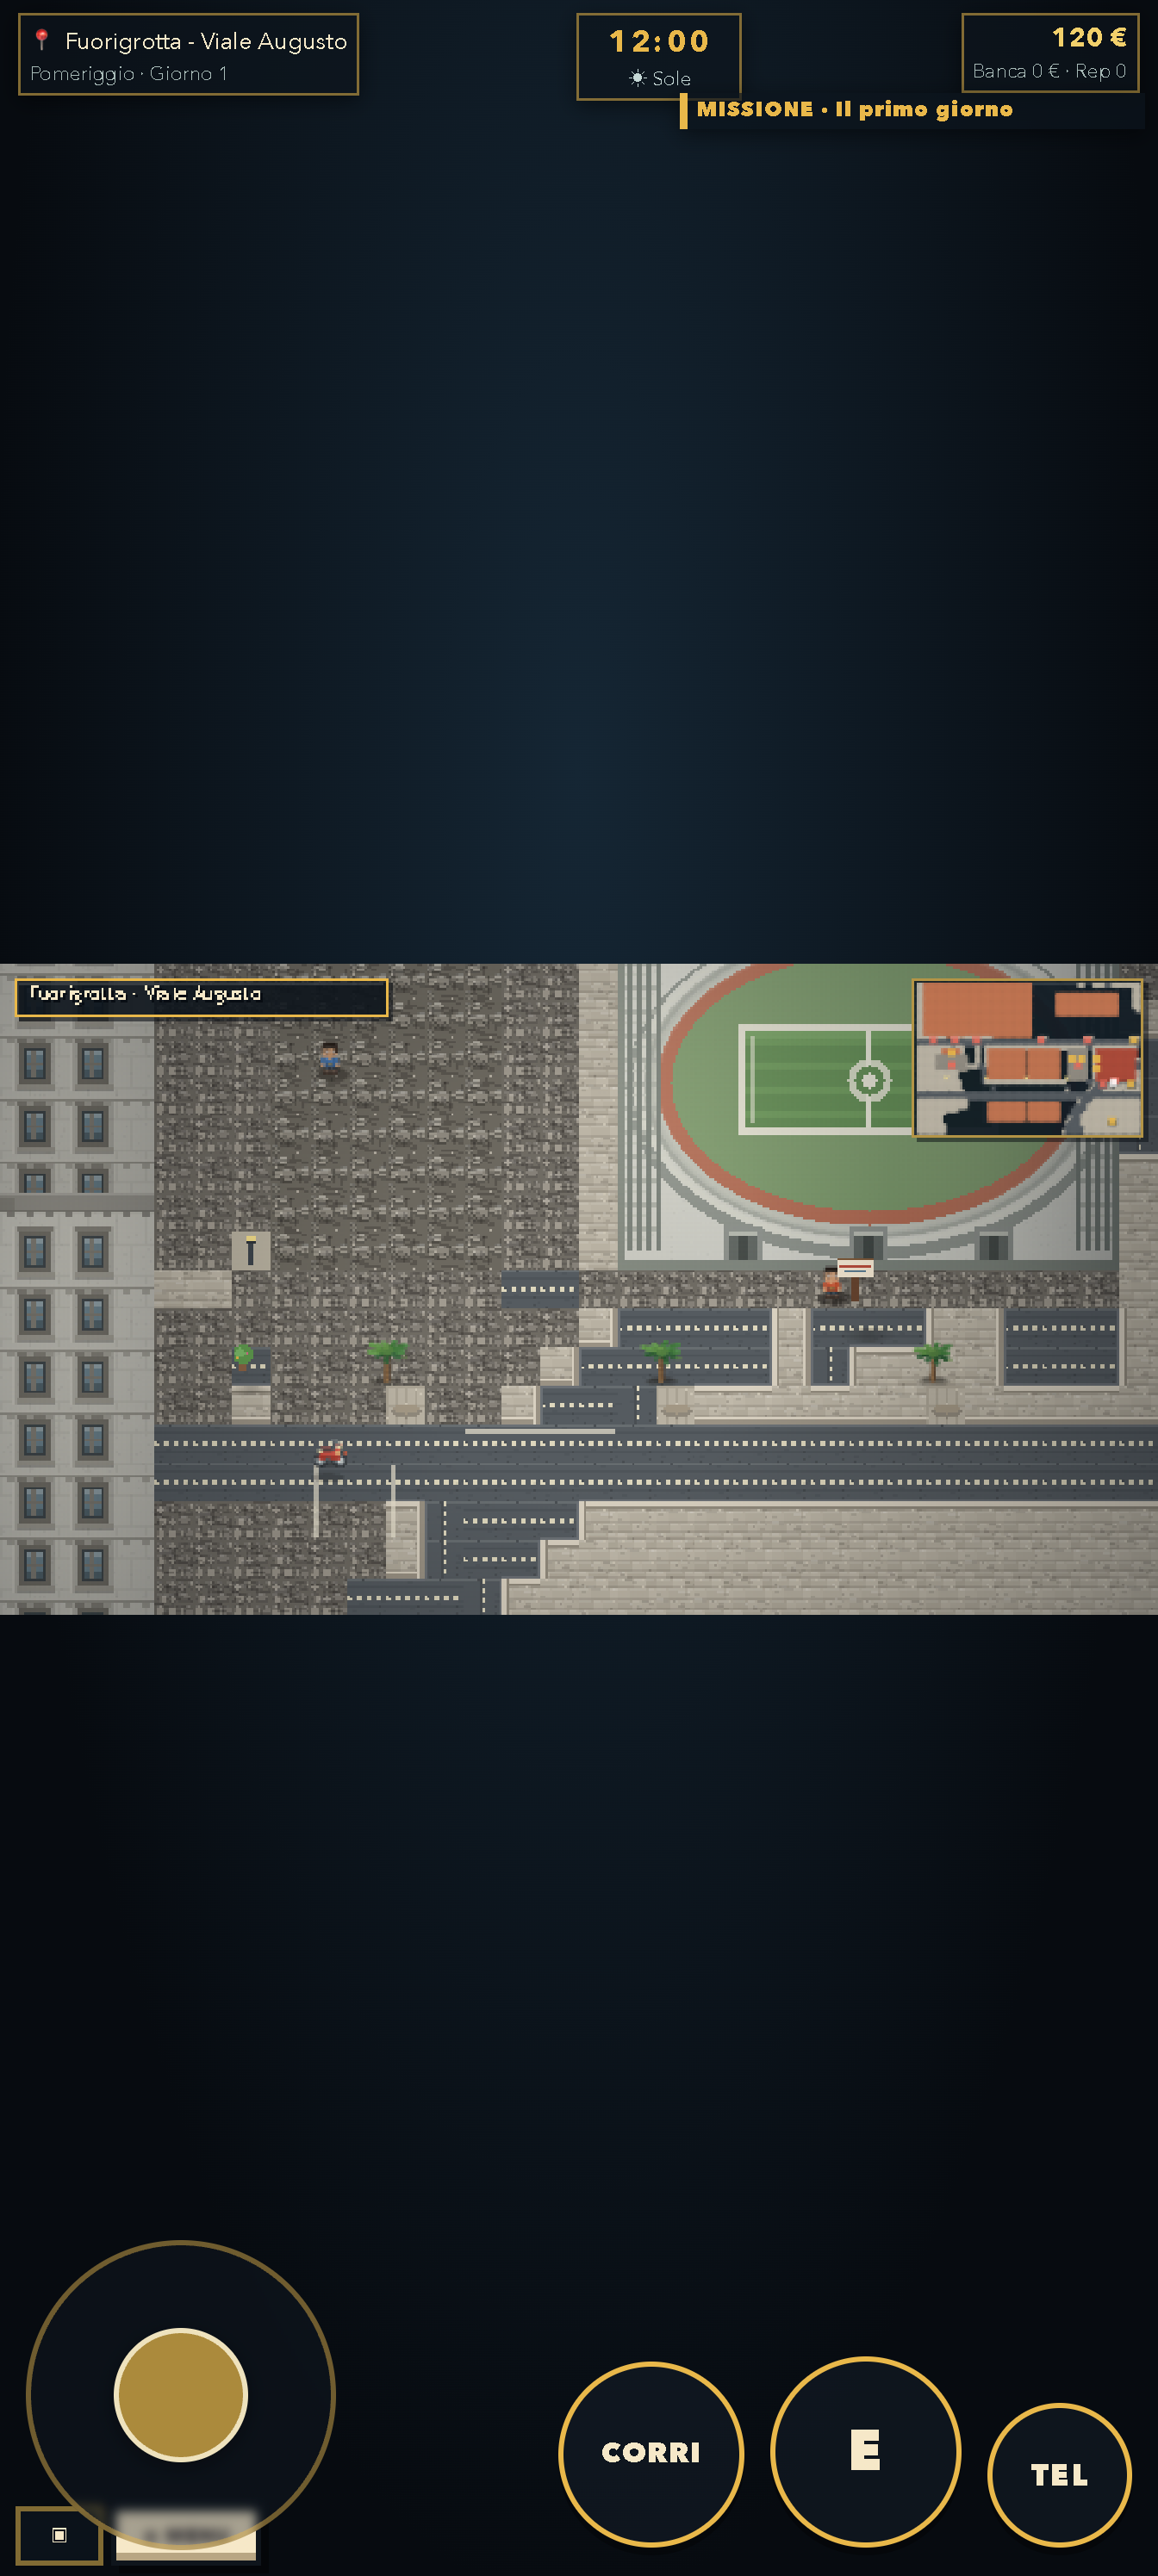 Fuorigrotta - Viale Augusto
Pomeriggio · Giorno 1
12:00
☀ Sole
120 €
Banca 0 € · Rep 0
MISSIONE · Il primo giorno
Fuorigrotta · Viale Augusto
CORRI
E
TEL